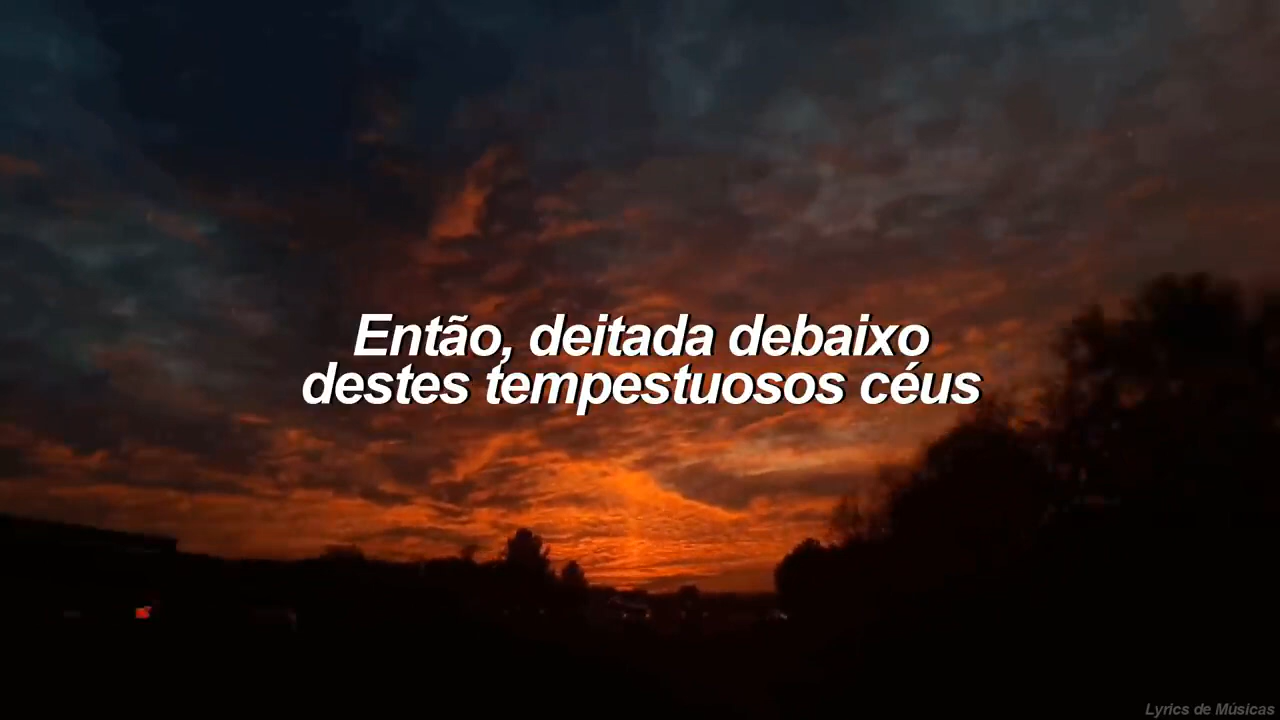 Então, deitada debaixo
destes tempestuosos céus
Lyrics de Músicas